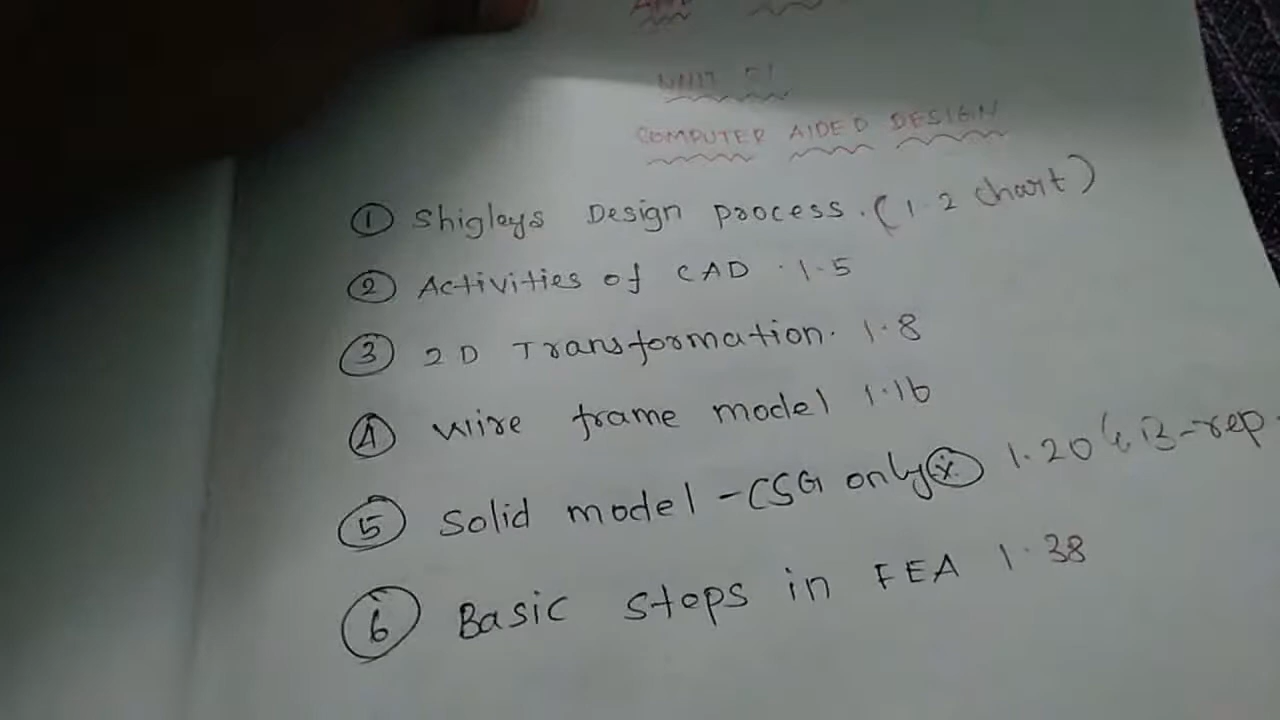 UNIT
COMPUTER AIDED DESIGN
① Shigleys Design process. (1.2 chart)
② Activities of CAD . 1.5
③ 2D Transformation. 1.8
④ Wire frame model 1.16
⑤ Solid model - CSG only 1.20 & B-rep.
⑥ Basic steps in FEA 1.38